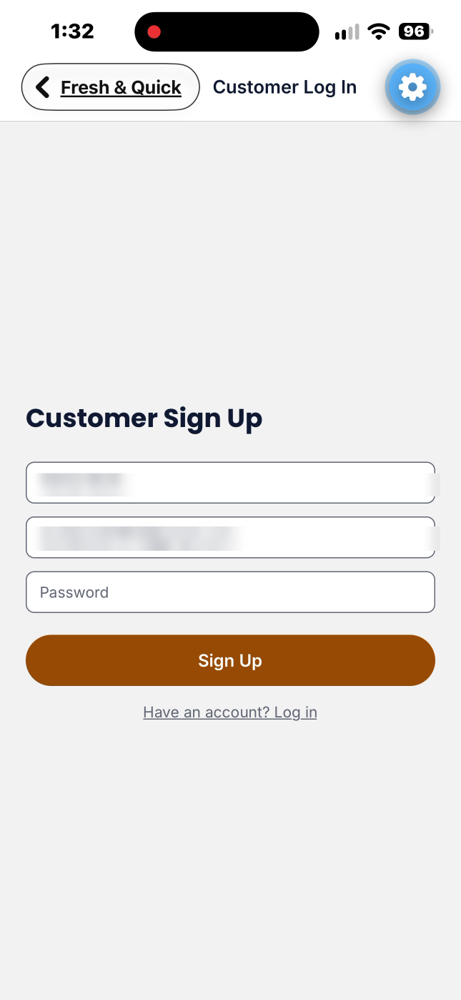 1:32
96
Fresh & Quick
Customer Log In
Customer Sign Up
Password
Sign Up
Have an account? Log in